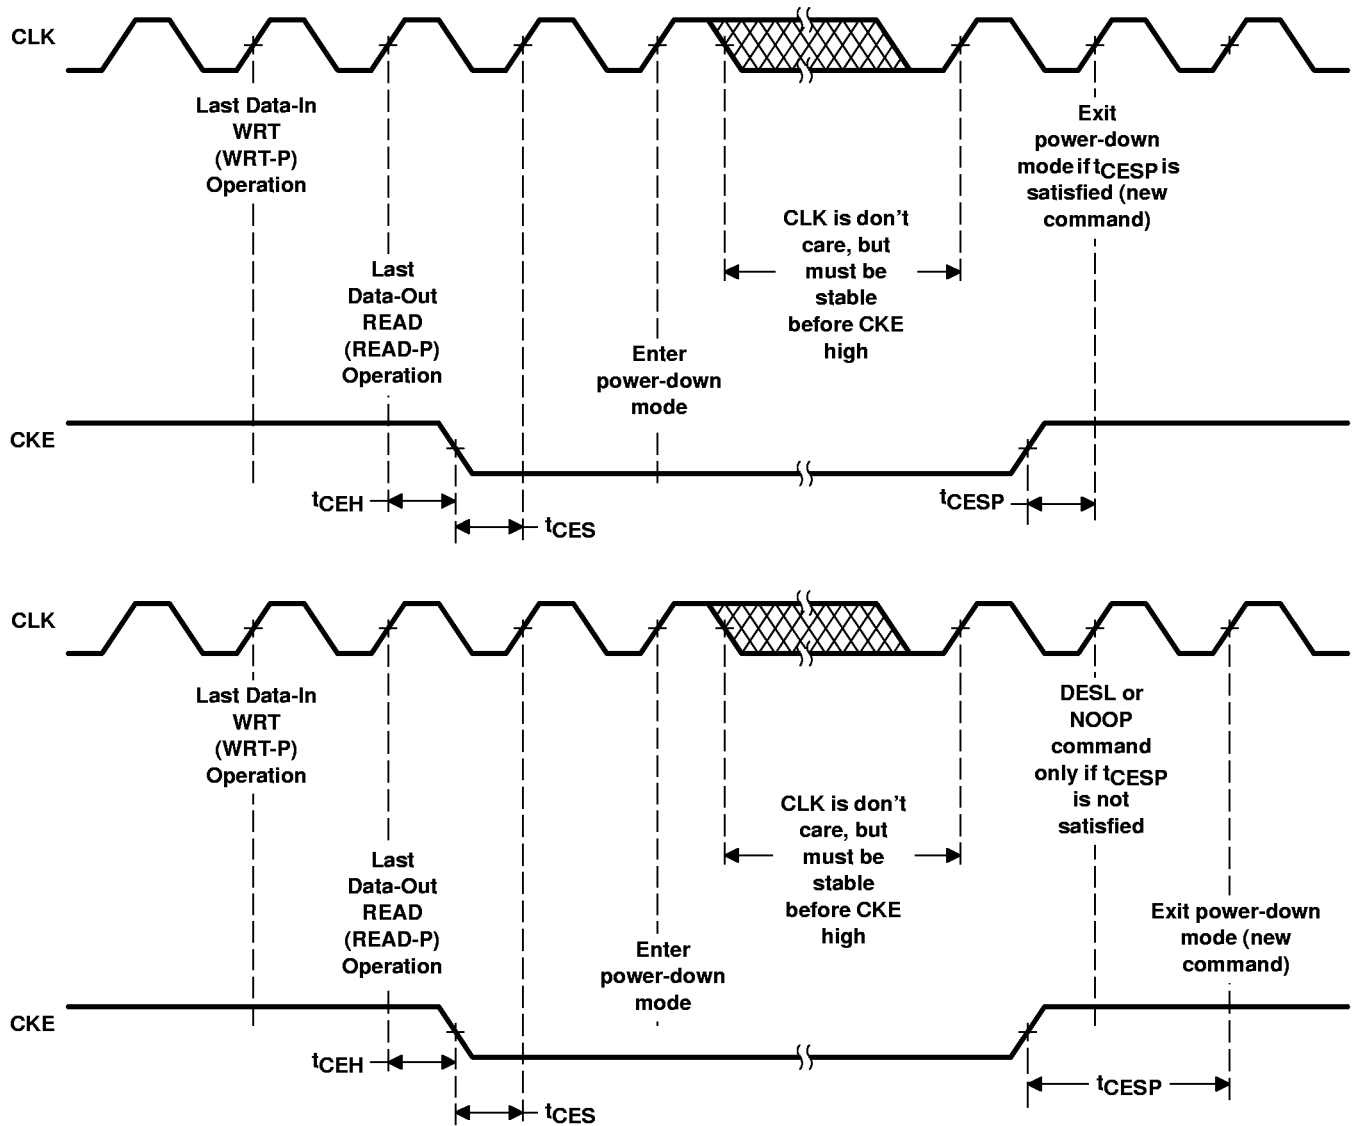 CLK
Last Data-In
WRT
(WRT-P)
Operation
Last
Data-Out
READ
(READ-P)
Operation
Enter
power-down
mode
CLK is don't
care, but
must be
stable
before CKE
high
Exit
power-down
mode if tCESP is
satisfied (new
command)
CKE
tCEH
tCES
tCESP
CLK
Last Data-In
WRT
(WRT-P)
Operation
Last
Data-Out
READ
(READ-P)
Operation
Enter
power-down
mode
CLK is don't
care, but
must be
stable
before CKE
high
DESL or
NOOP
command
only if tCESP
is not
satisfied
Exit power-down
mode (new
command)
CKE
tCEH
tCES
tCESP